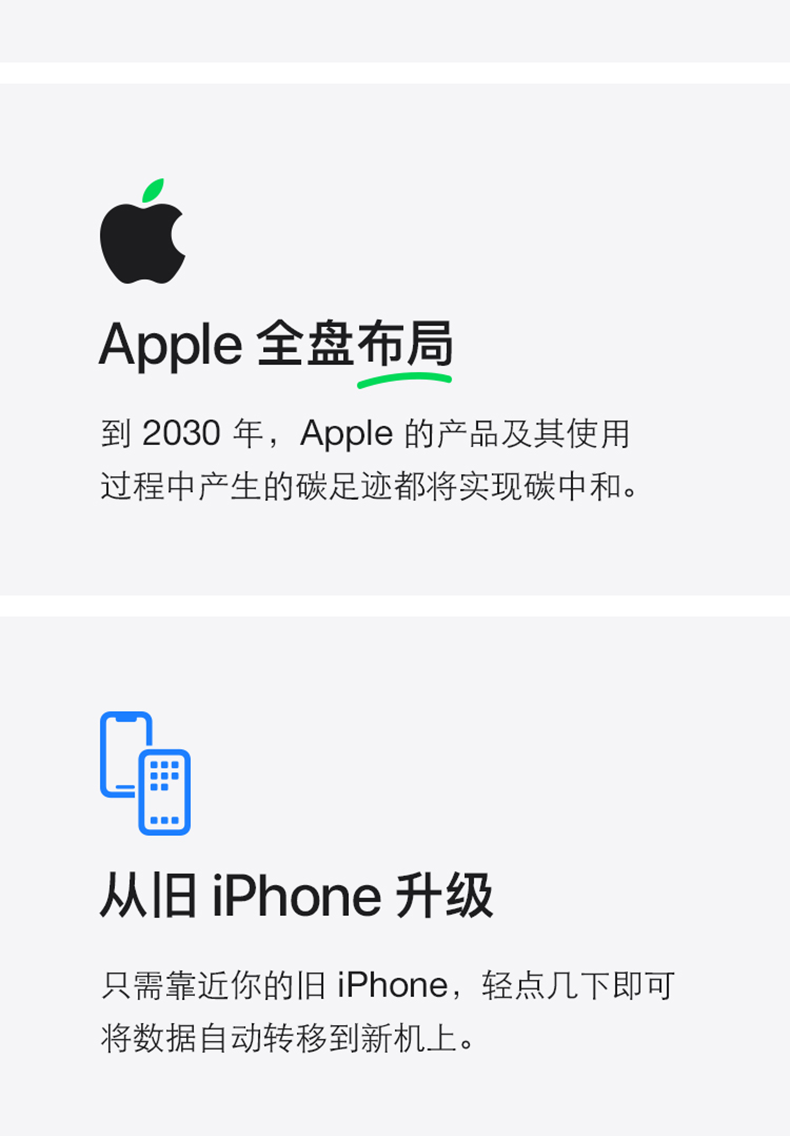 Apple 全盘布局
到 2030 年，Apple 的产品及其使用
过程中产生的碳足迹都将实现碳中和。
从旧 iPhone 升级
只需靠近你的旧 iPhone，轻点几下即可
将数据自动转移到新机上。